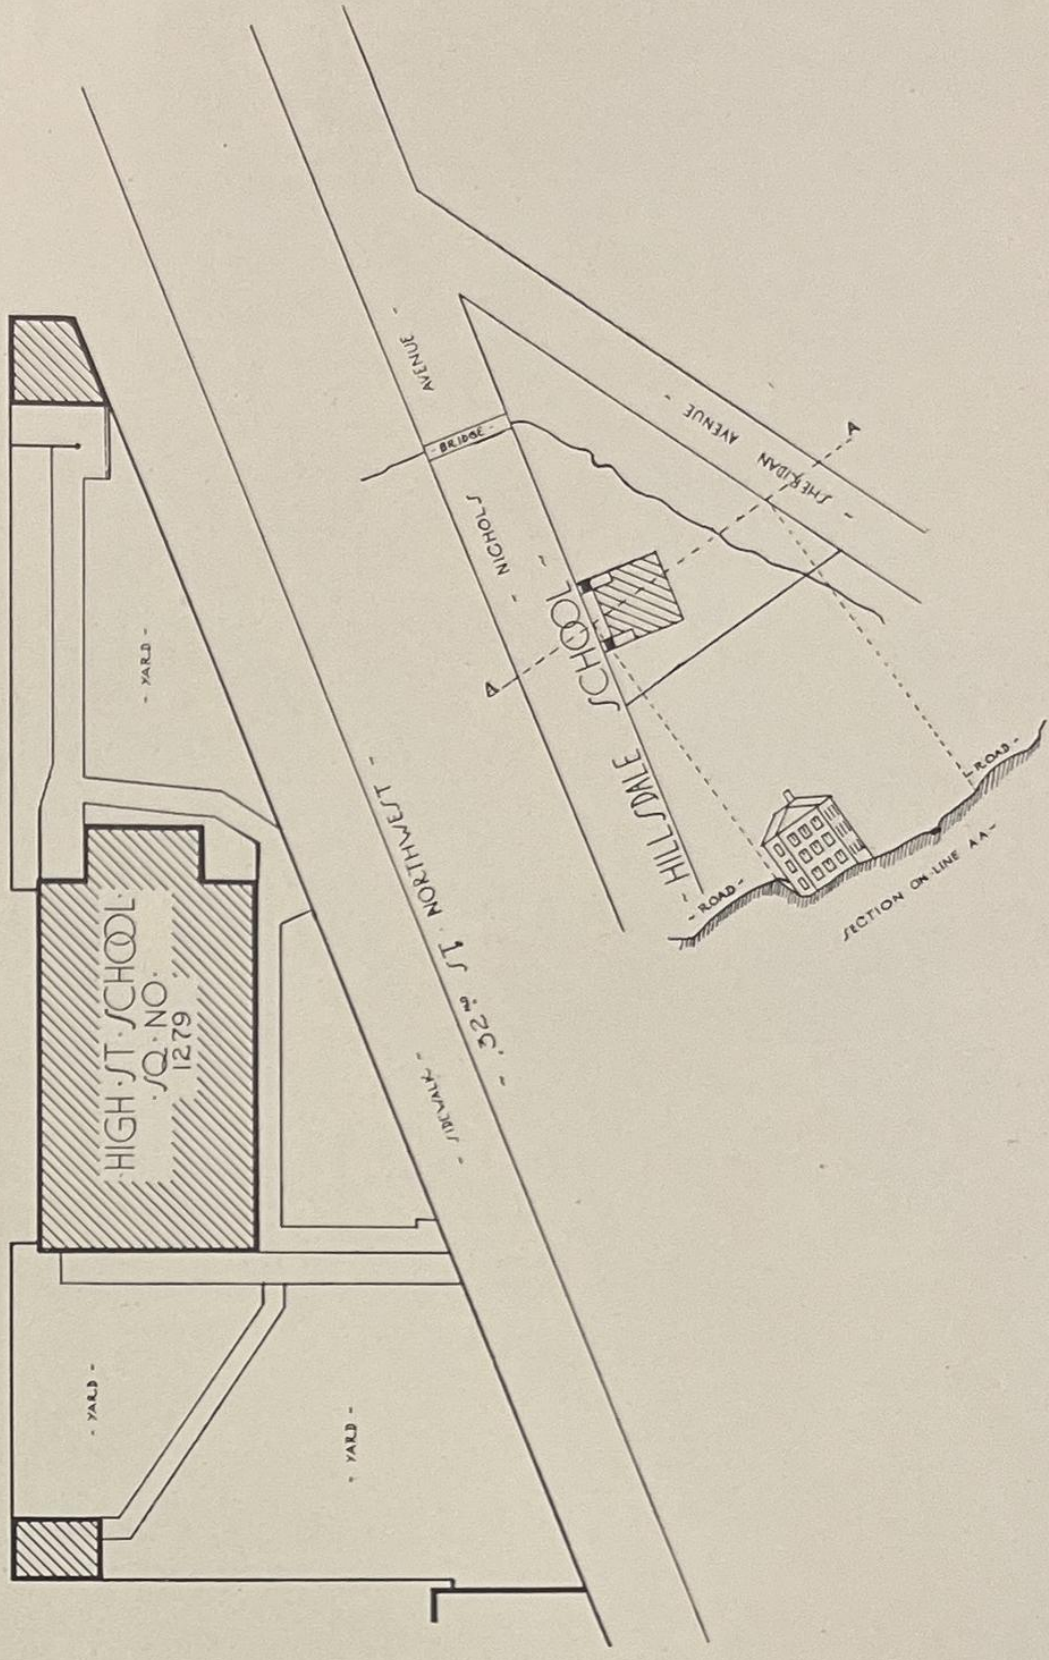 ·HIGH·ST·SCHOOL·
·SQ·NO·
1279
- YARD -
- YARD -
- YARD -
- SIDEWALK -
- 32ND ST· NORTHWEST -
- NICHOLS AVENUE -
- BRIDGE -
- SHERIDAN AVENUE -
A
A
- HILLSDALE SCHOOL -
- ROAD -
- ROAD -
SECTION ON LINE A A -